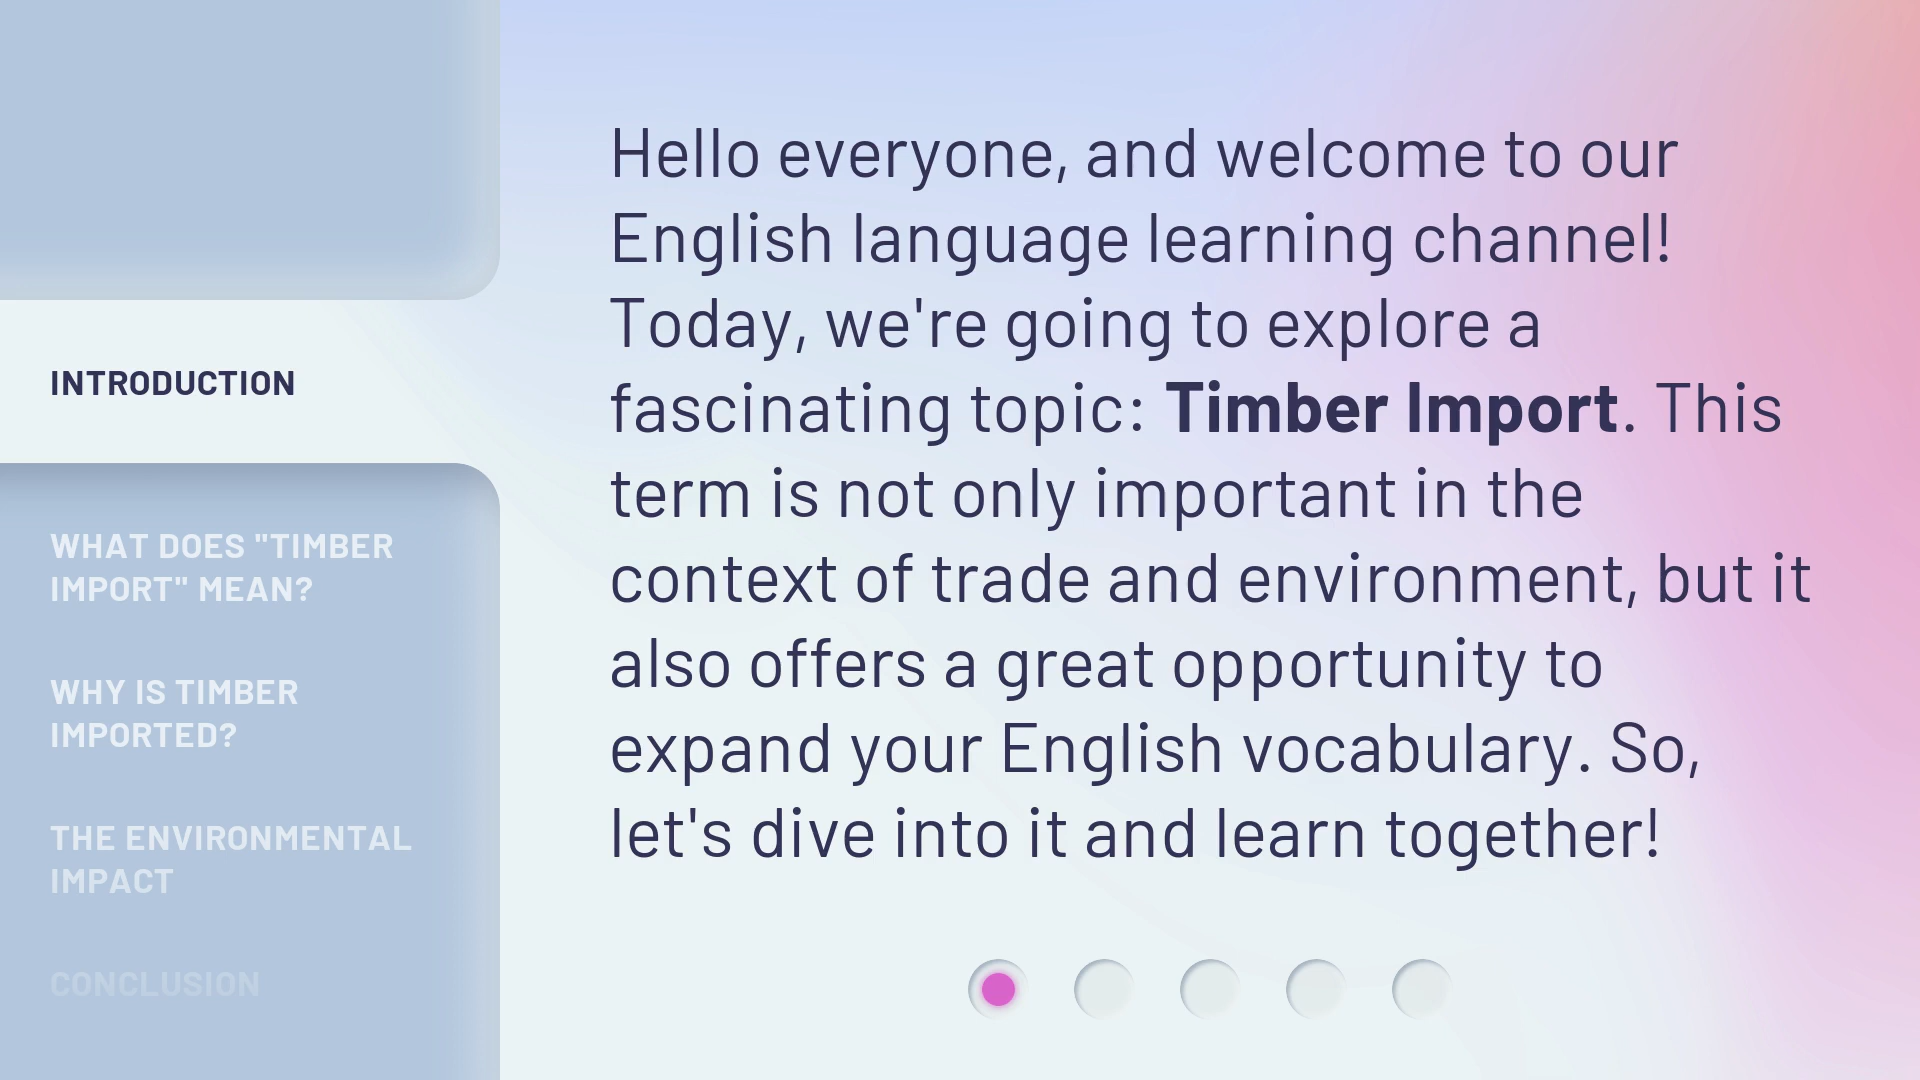 INTRODUCTION
WHAT DOES "TIMBER
IMPORT" MEAN?
WHY IS TIMBER
IMPORTED?
THE ENVIRONMENTAL
IMPACT
CONCLUSION
Hello everyone, and welcome to our
English language learning channel!
Today, we're going to explore a
fascinating topic: Timber Import. This
term is not only important in the
context of trade and environment, but it
also offers a great opportunity to
expand your English vocabulary. So,
let's dive into it and learn together!